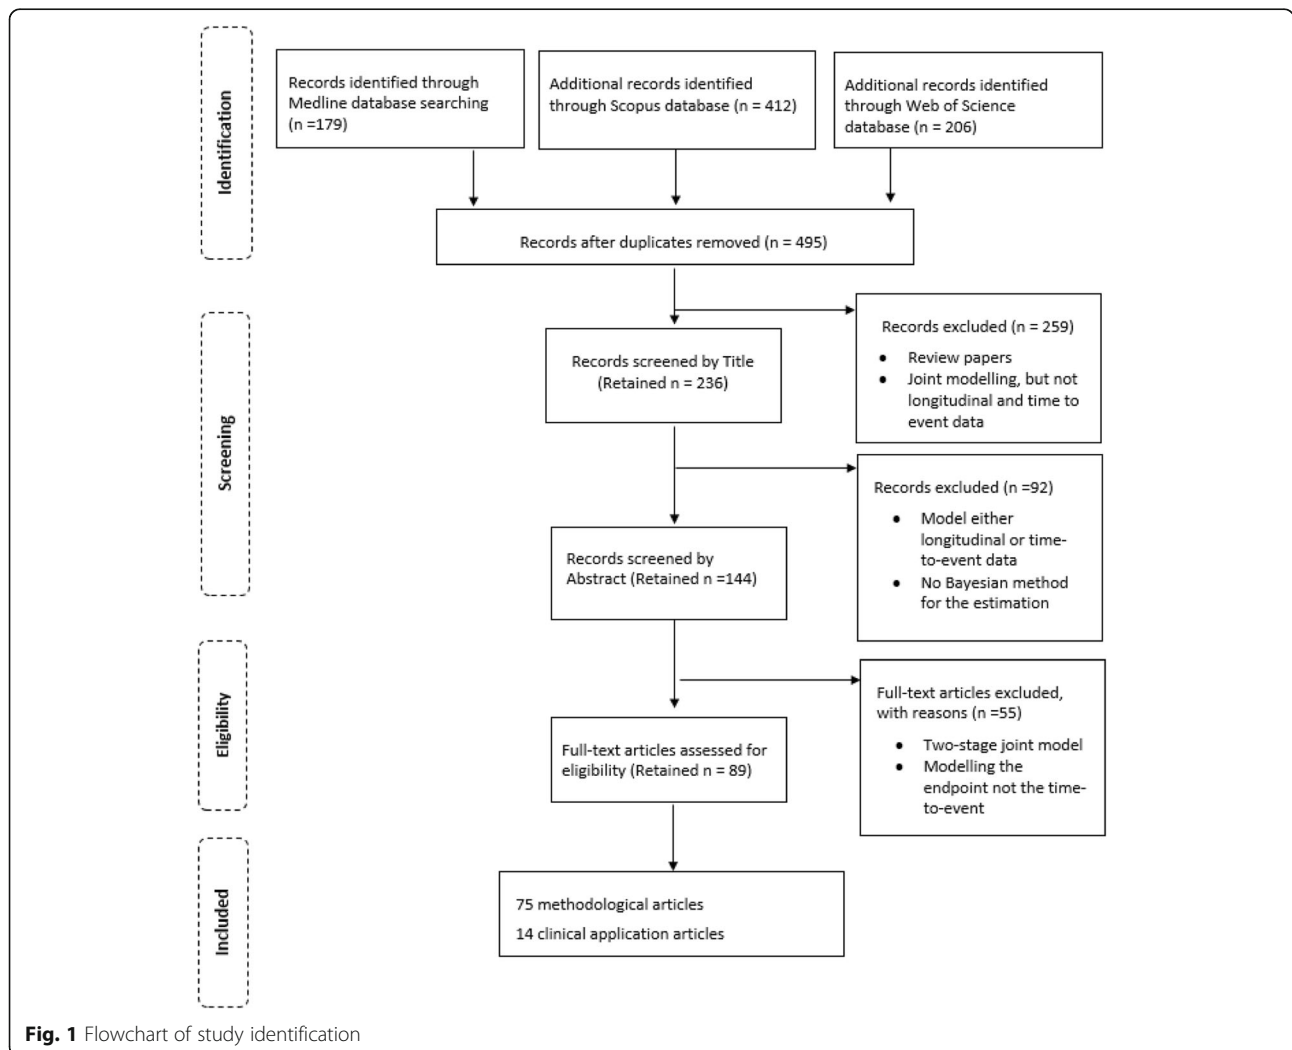 Identification
Records identified through
Medline database searching
(n =179)
Additional records identified
through Scopus database (n = 412)
Additional records identified
through Web of Science
database (n = 206)
Records after duplicates removed (n = 495)
Screening
Records screened by Title
(Retained n = 236)
Records excluded (n = 259)
● Review papers
● Joint modelling, but not
longitudinal and time to
event data
Records screened by
Abstract (Retained n =144)
Records excluded (n =92)
● Model either
longitudinal or time-
to-event data
● No Bayesian method
for the estimation
Eligibility
Full-text articles assessed for
eligibility (Retained n = 89)
Full-text articles excluded,
with reasons (n =55)
● Two-stage joint model
● Modelling the
endpoint not the time-
to-event
Included
75 methodological articles
14 clinical application articles
Fig. 1 Flowchart of study identification